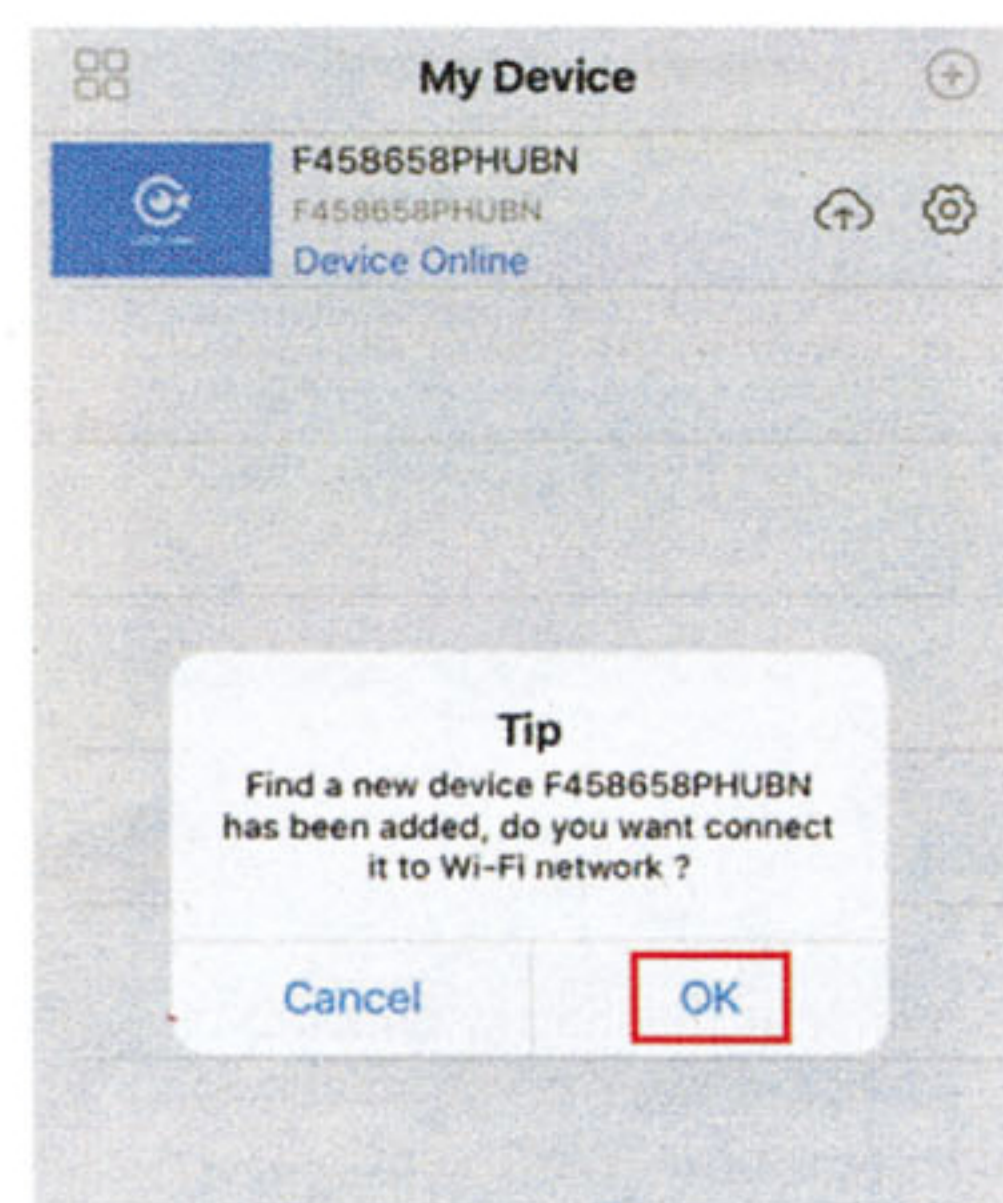 My Device
F458658PHUBN
F458658PHUBN
Device Online
Tip
Find a new device F458658PHUBN
has been added, do you want connect
it to Wi-Fi network ?
Cancel
OK